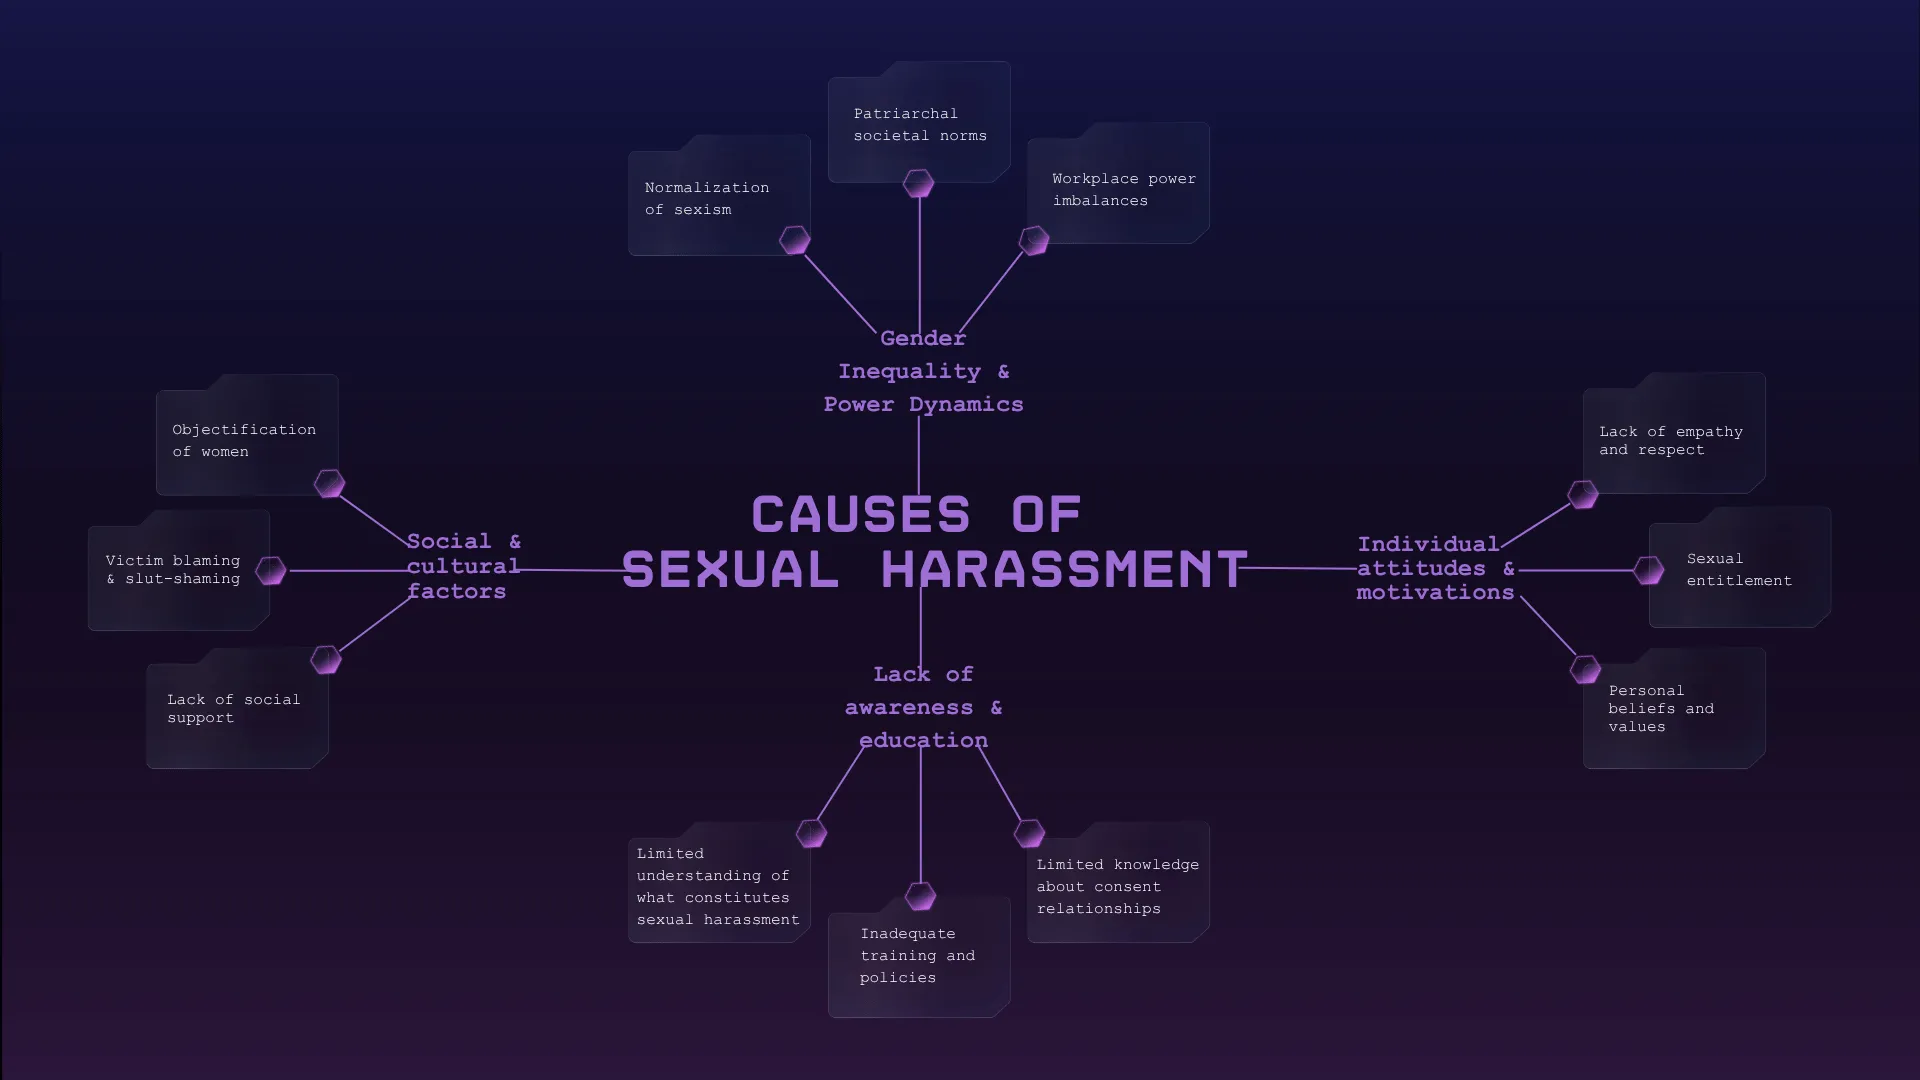 Patriarchal
societal norms
Normalization
of sexism
Workplace power
imbalances
Gender
Inequality &
Power Dynamics
Objectification
of women
Victim blaming
& slut-shaming
Lack of social
support
Social &
cultural
factors
CAUSES OF
SEXUAL HARASSMENT
Individual
attitudes &
motivations
Lack of empathy
and respect
Sexual
entitlement
Personal
beliefs and
values
Lack of
awareness &
education
Limited
understanding of
what constitutes
sexual harassment
Inadequate
training and
policies
Limited knowledge
about consent
relationships